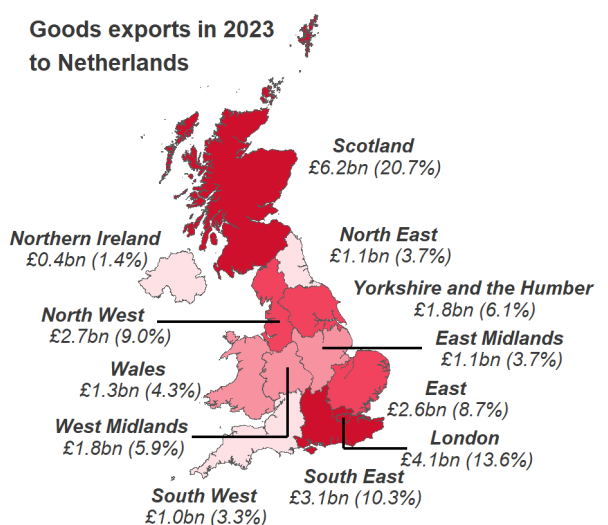 Goods exports in 2023
to Netherlands
Scotland
£6.2bn (20.7%)
Northern Ireland
£0.4bn (1.4%)
North East
£1.1bn (3.7%)
Yorkshire and the Humber
£1.8bn (6.1%)
North West
£2.7bn (9.0%)
East Midlands
£1.1bn (3.7%)
Wales
£1.3bn (4.3%)
East
£2.6bn (8.7%)
West Midlands
£1.8bn (5.9%)
London
£4.1bn (13.6%)
South East
£3.1bn (10.3%)
South West
£1.0bn (3.3%)